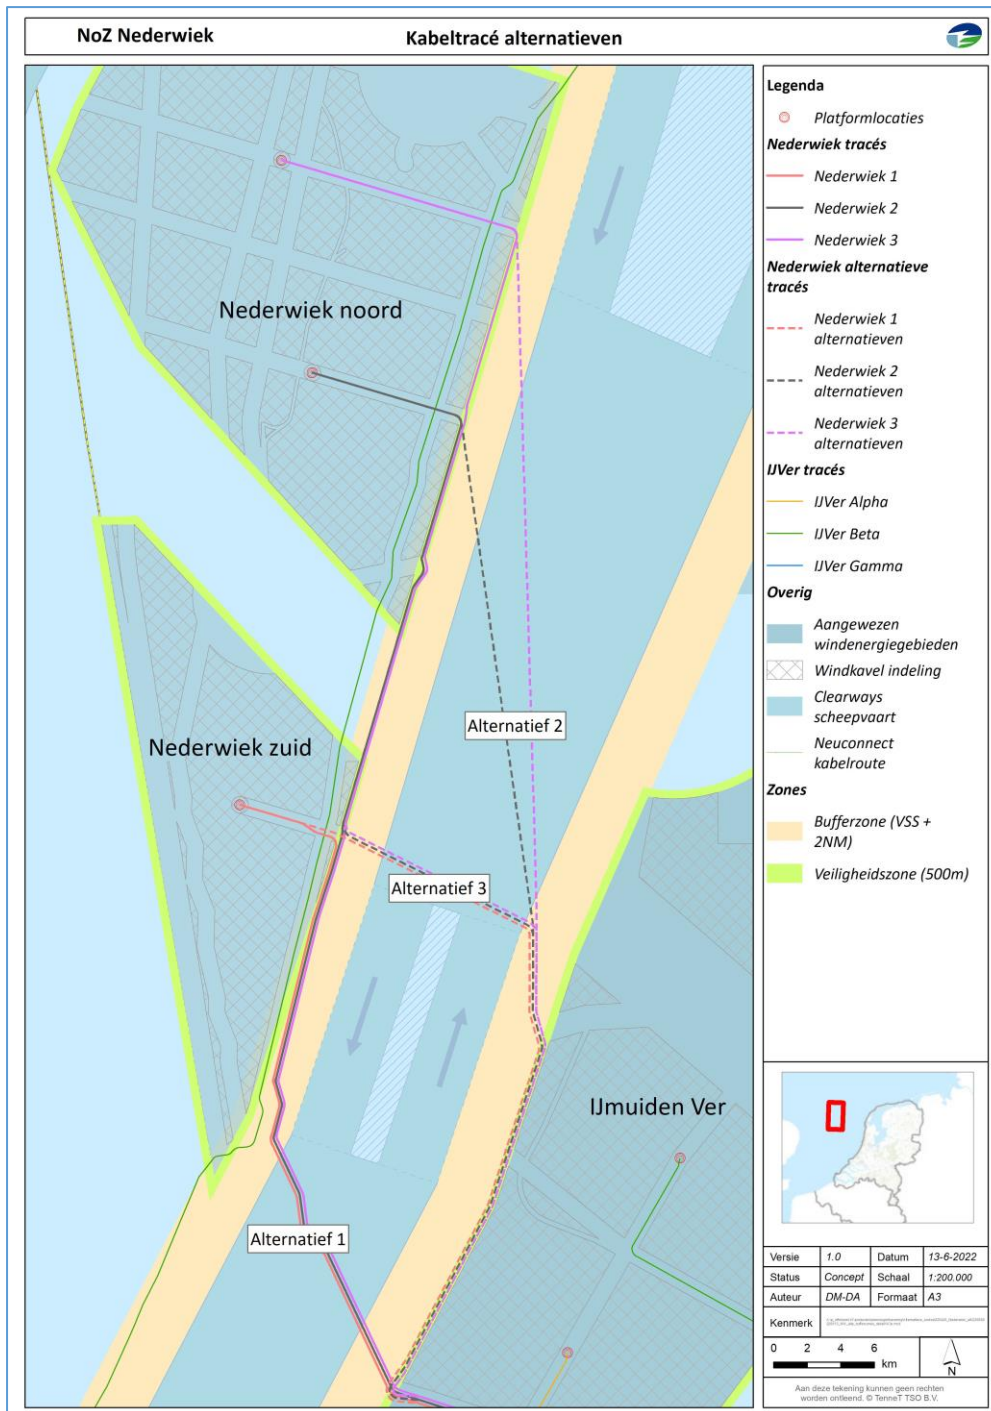 NoZ Nederwiek
Kabeltracé alternatieven
Nederwiek noord
Nederwiek zuid
Alternatief 2
Alternatief 3
IJmuiden Ver
Alternatief 1
Legenda
Platformlocaties
Nederwiek tracés
Nederwiek 1
Nederwiek 2
Nederwiek 3
Nederwiek alternatieve
tracés
Nederwiek 1
alternatieven
Nederwiek 2
alternatieven
Nederwiek 3
alternatieven
IJVer tracés
IJVer Alpha
IJVer Beta
IJVer Gamma
Overig
Aangewezen
windenergiegebieden
Windkavel indeling
Clearways
scheepvaart
Neuconnect
kabelroute
Zones
Bufferzone (VSS +
2NM)
Veiligheidszone (500m)
Versie 1.0 Datum 13-6-2022
Status Concept Schaal 1:200.000
Auteur DM-DA Formaat A3
Kenmerk
0 2 4 6
km
N
Aan deze tekening kunnen geen rechten
worden ontleend. © TenneT TSO B.V.